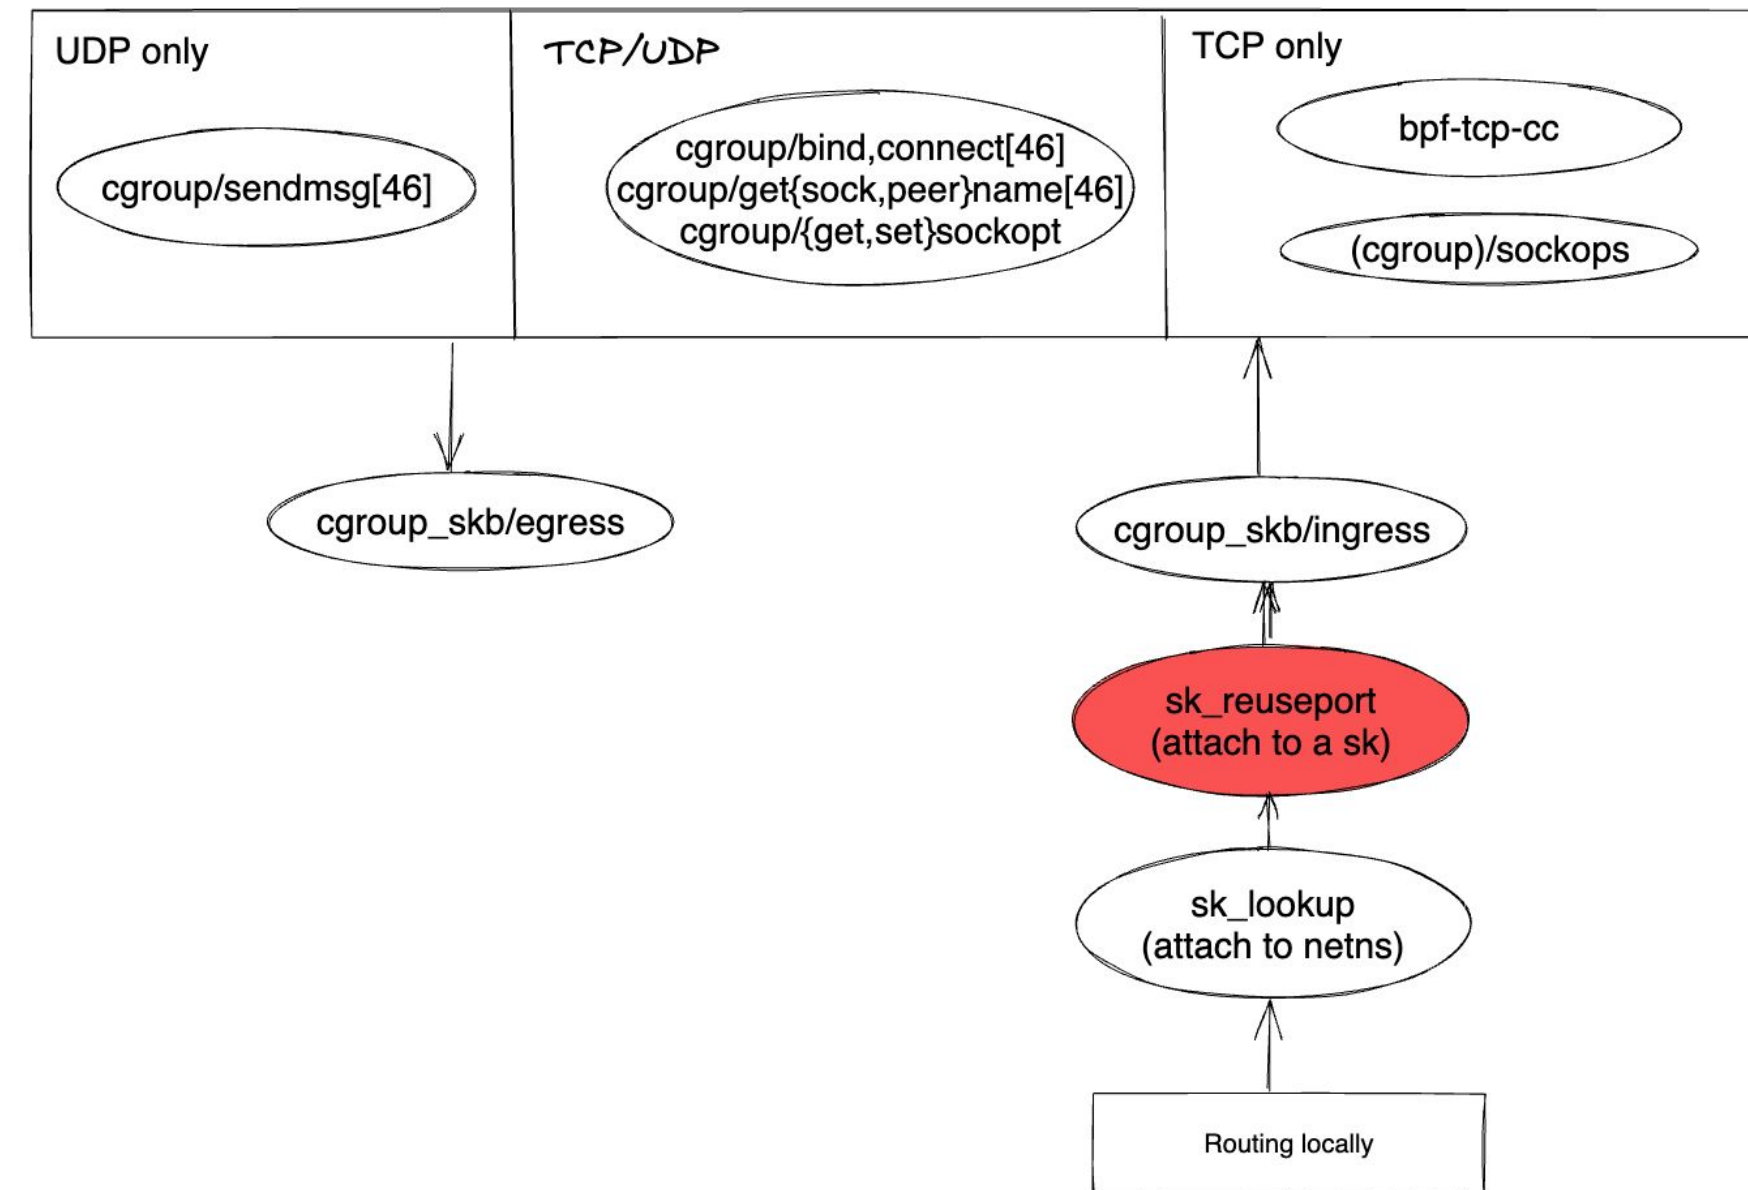 UDP only
TCP/UDP
TCP only
cgroup/sendmsg[46]
cgroup/bind,connect[46]
cgroup/get{sock,peer}name[46]
cgroup/{get,set}sockopt
bpf-tcp-cc
(cgroup)/sockops
cgroup_skb/egress
cgroup_skb/ingress
sk_reuseport
(attach to a sk)
sk_lookup
(attach to netns)
Routing locally